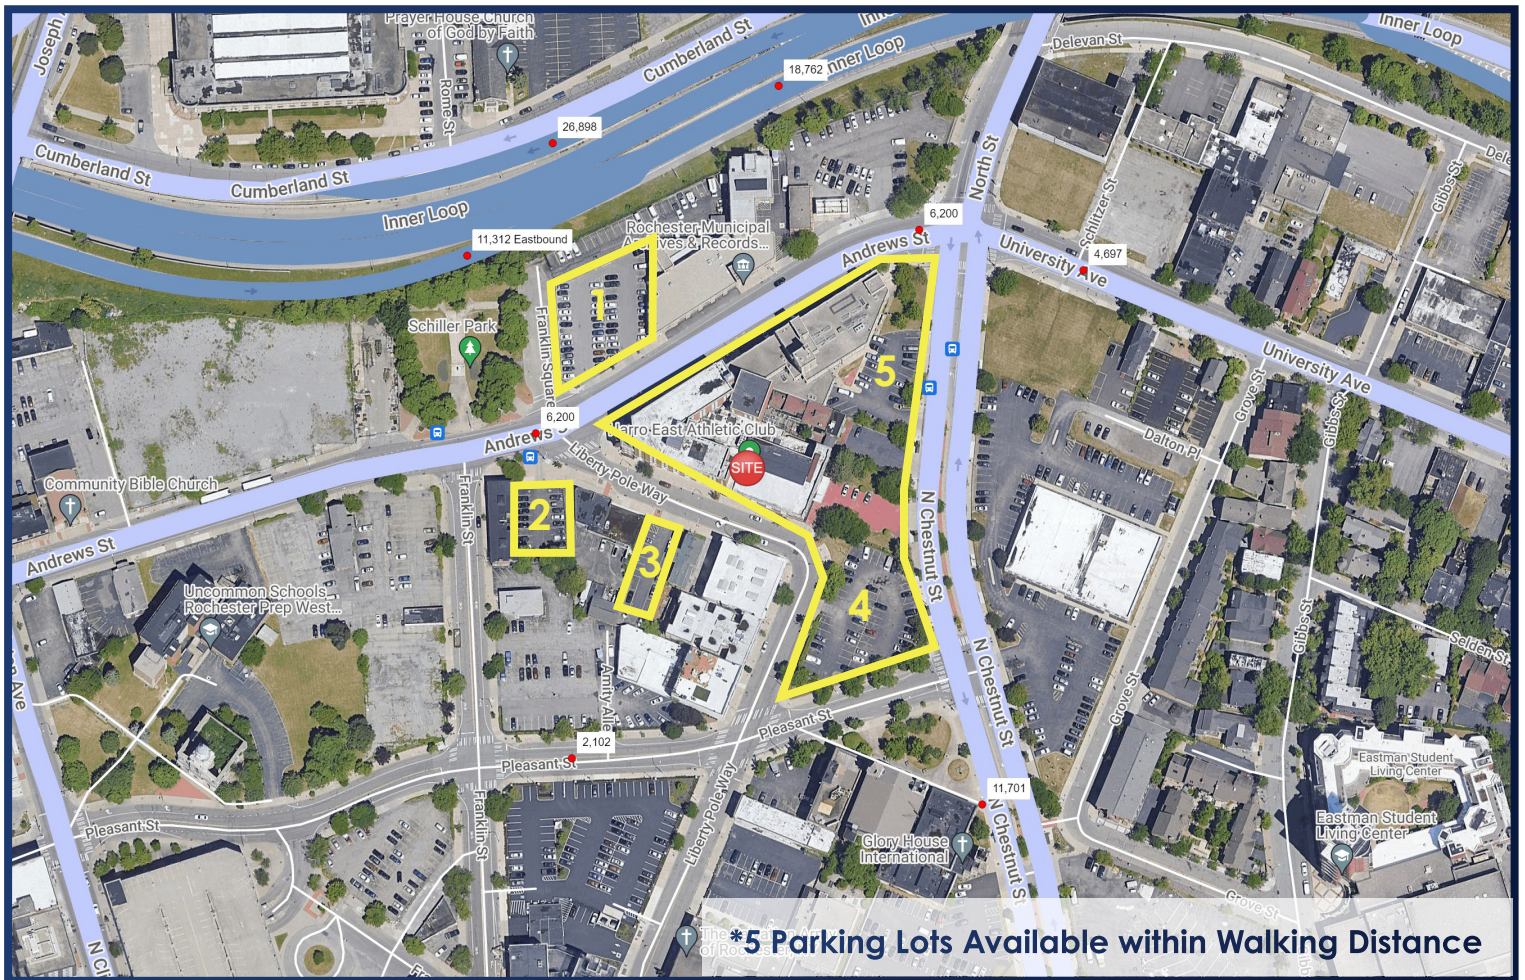 Prayer House Church
of God by Faith
Joseph
Rome St
Cumberland St
Inner Loop
18,762
Inner Loop
Delevan St
26,898
Cumberland St
Cumberland St
Inner Loop
North St
Schlitzer St
Gibbs St
11,312 Eastbound
Rochester Municipal
Archives & Records...
Andrews St
6,200
University Ave
4,697
1
Schiller Park
Franklin Square
5
University Ave
6,200
Andrews S
Harro East Athletic Club
SITE
Liberty Pole Way
Dalton Pl
Grove St
Gibbs St
Community Bible Church
Franklin St
2
3
4
N Chestnut St
Andrews St
Uncommon Schools
Rochester Prep West...
Gibbs St
Selden St
N Chestnut St
Grove St
Amity Alle
2,102
Pleasant St
Pleasant St
Pleasant St
Franklin St
Liberty Pole Way
11,701
N Chestnut St
Glory House
International
Eastman Student
Living Center
Eastman Student
Living Center
Grove St
Ave
N Cli
*5 Parking Lots Available within Walking Distance